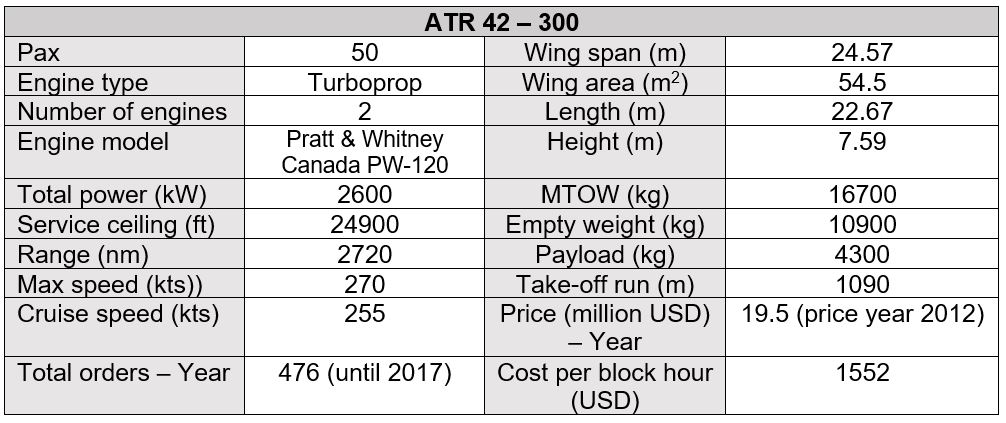 ATR 42 – 300
Pax 50 Wing span (m) 24.57
Engine type Turboprop Wing area (m²) 54.5
Number of engines 2 Length (m) 22.67
Engine model Pratt & Whitney Height (m) 7.59
Canada PW-120
Total power (kW) 2600 MTOW (kg) 16700
Service ceiling (ft) 24900 Empty weight (kg) 10900
Range (nm) 2720 Payload (kg) 4300
Max speed (kts)) 270 Take-off run (m) 1090
Cruise speed (kts) 255 Price (million USD) 19.5 (price year 2012)
– Year
Total orders – Year 476 (until 2017) Cost per block hour 1552
(USD)